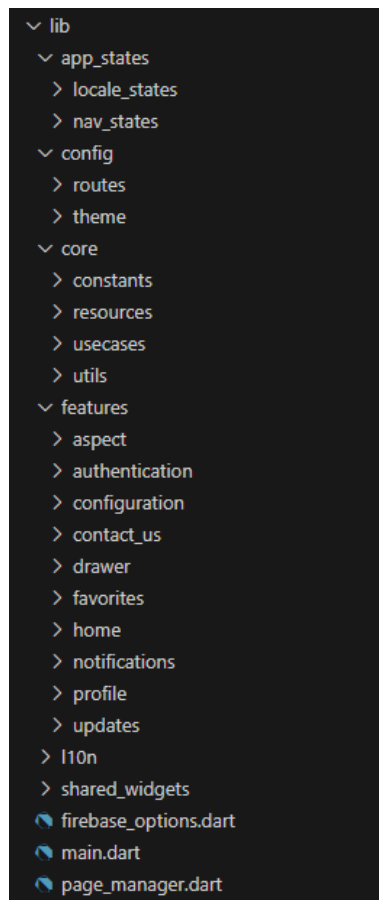 lib
app_states
locale_states
nav_states
config
routes
theme
core
constants
resources
usecases
utils
features
aspect
authentication
configuration
contact_us
drawer
favorites
home
notifications
profile
updates
l10n
shared_widgets
firebase_options.dart
main.dart
page_manager.dart